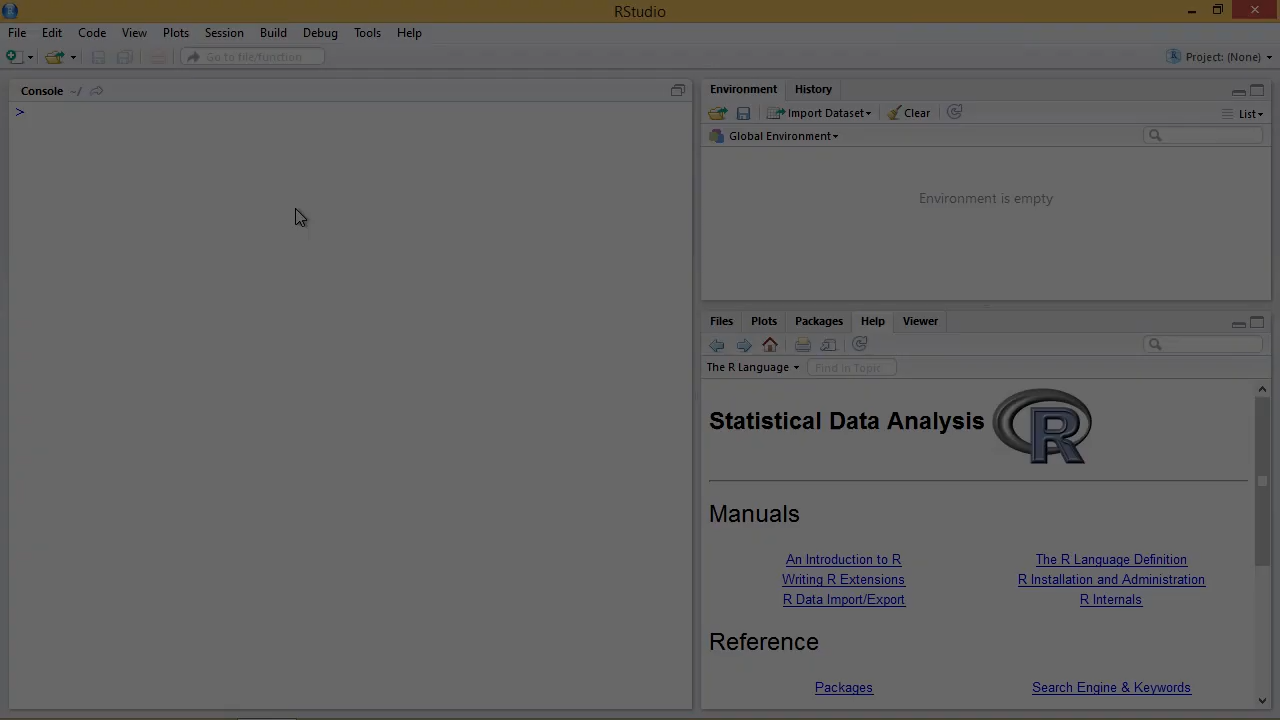 RStudio
File Edit Code View Plots Session Build Debug Tools Help
Go to file/function Project: (None)
Console ~/
>
Environment History
Import Dataset Clear List
Global Environment
Environment is empty
Files Plots Packages Help Viewer
The R Language Find in Topic
Statistical Data Analysis R
Manuals
An Introduction to R The R Language Definition
Writing R Extensions R Installation and Administration
R Data Import/Export R Internals
Reference
Packages Search Engine & Keywords